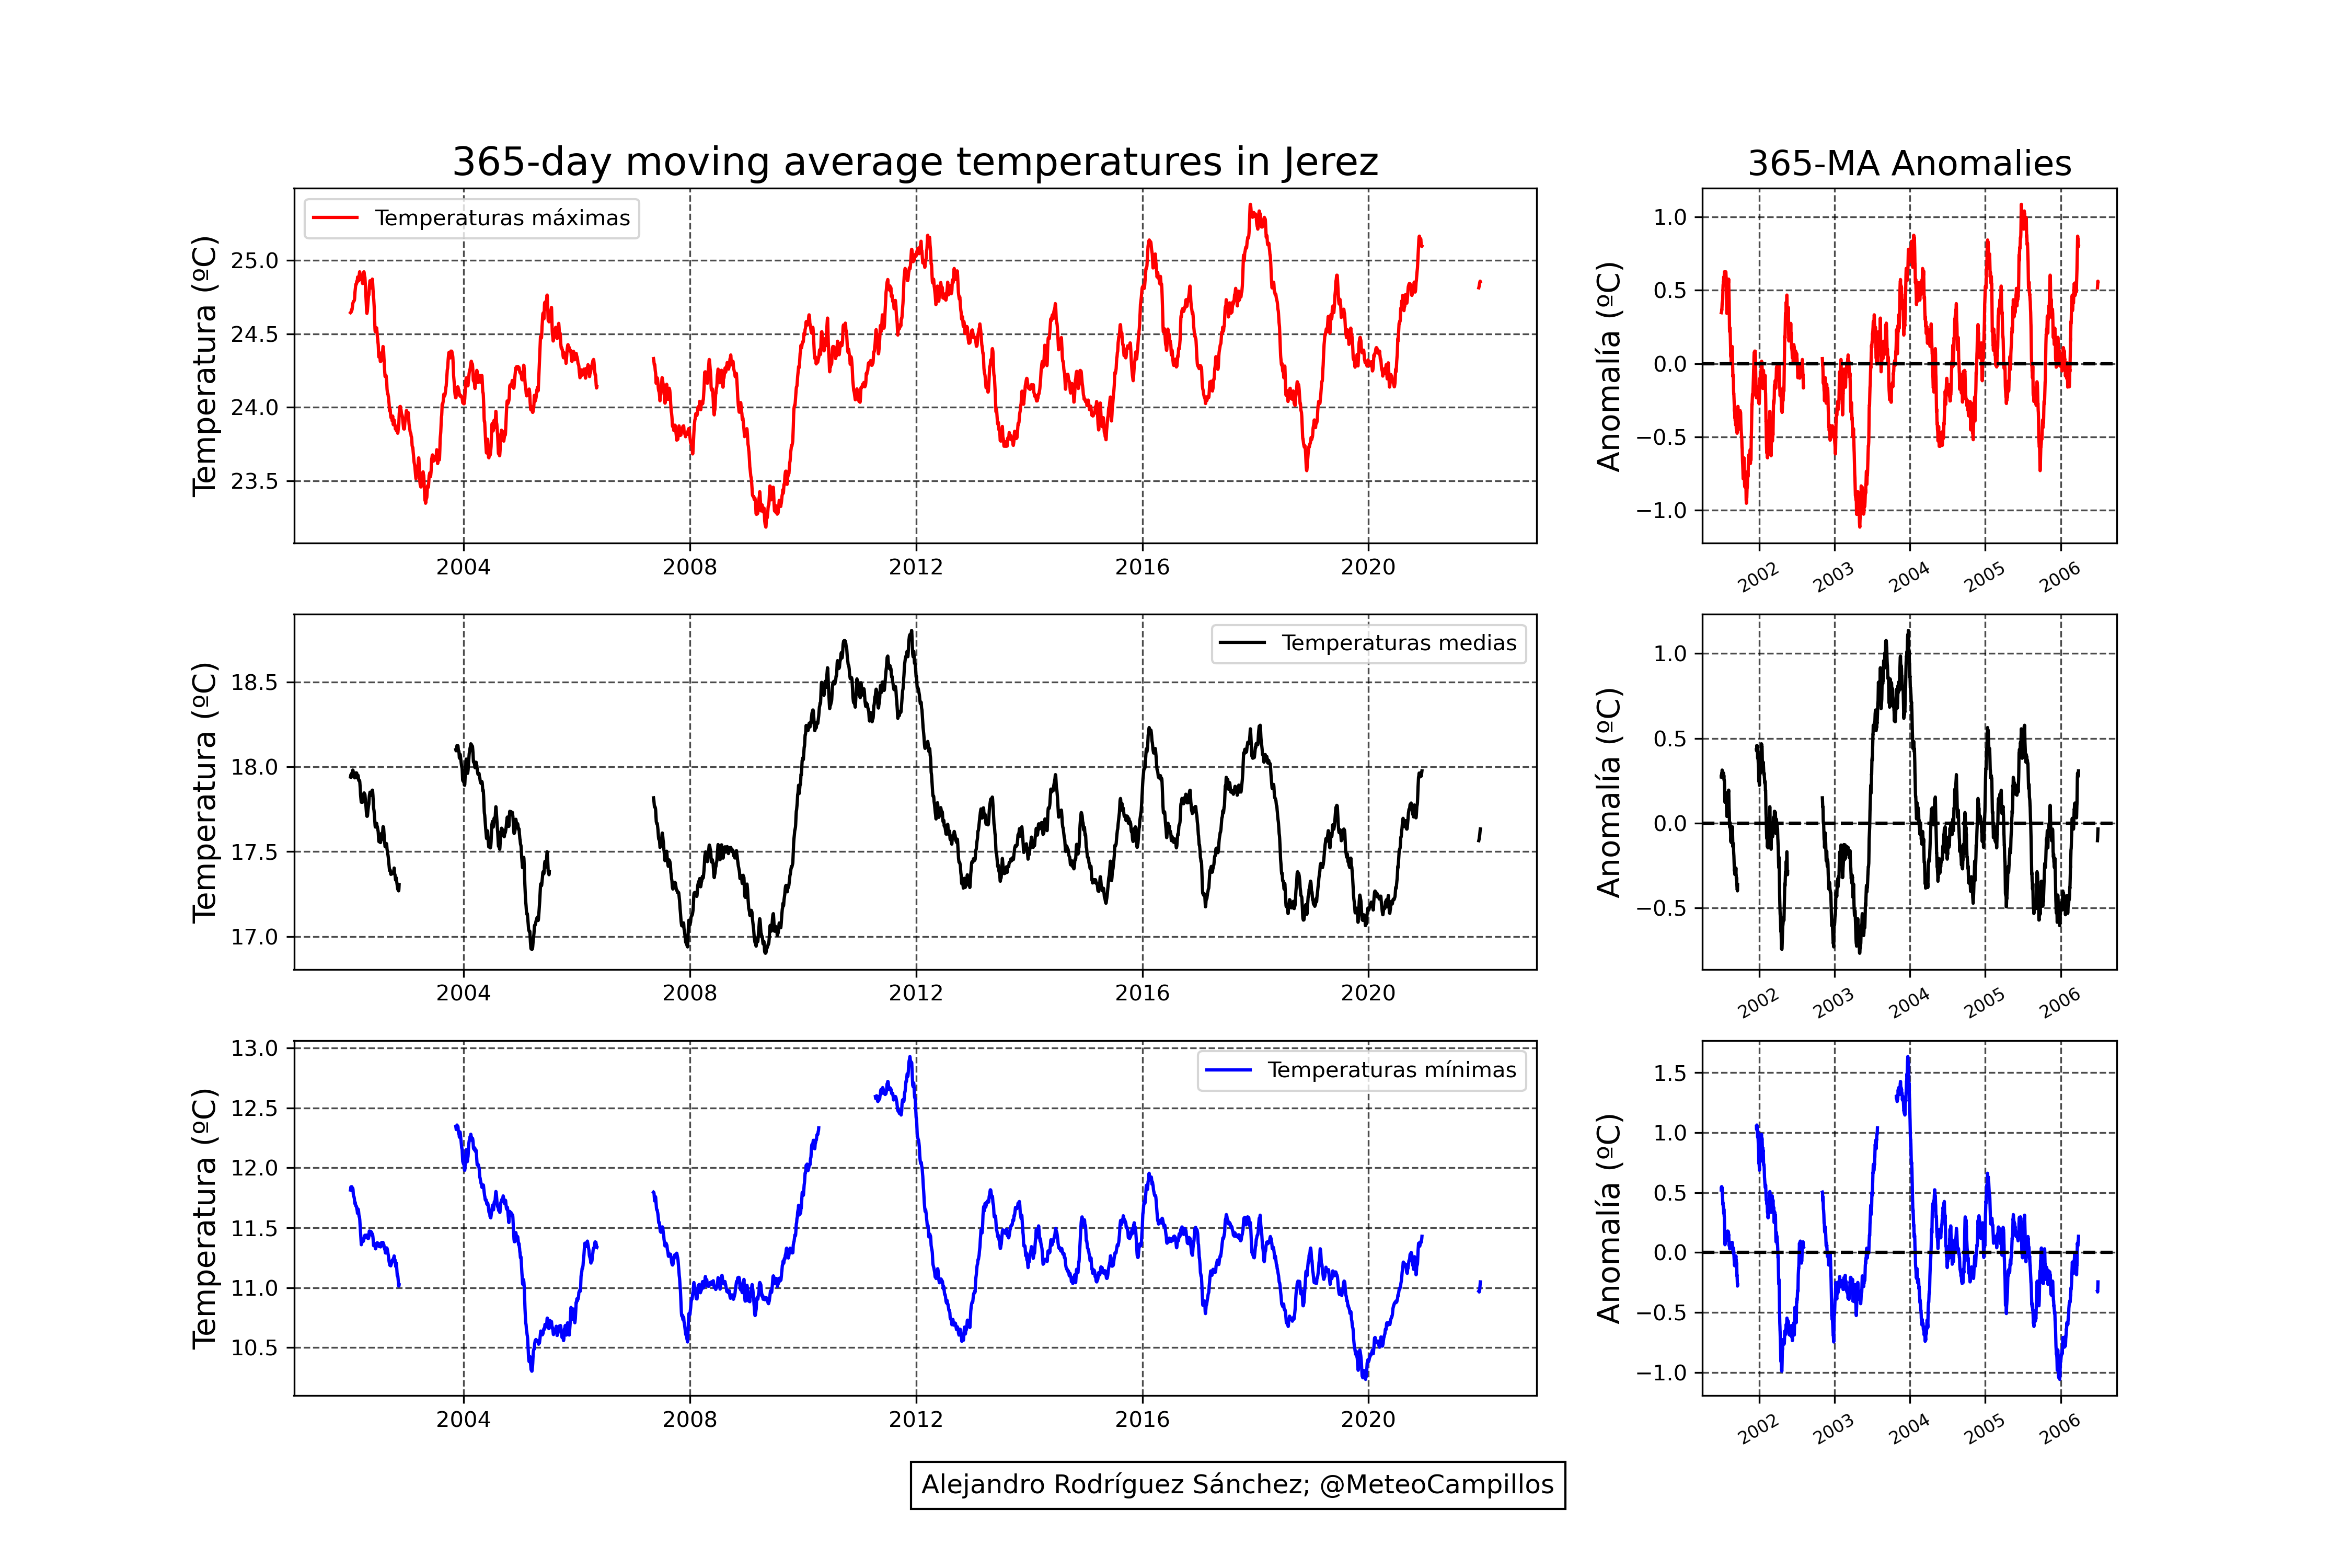 365-day moving average temperatures in Jerez
365-MA Anomalies
Temperatura (ºC)
25.0
24.5
24.0
23.5
Temperaturas máximas
2004 2008 2012 2016 2020
Anomalía (ºC)
1.0
0.5
0.0
−0.5
−1.0
2002 2003 2004 2005 2006
Temperatura (ºC)
18.5
18.0
17.5
17.0
Temperaturas medias
2004 2008 2012 2016 2020
Anomalía (ºC)
1.0
0.5
0.0
−0.5
2002 2003 2004 2005 2006
Temperatura (ºC)
13.0
12.5
12.0
11.5
11.0
10.5
Temperaturas mínimas
2004 2008 2012 2016 2020
Anomalía (ºC)
1.5
1.0
0.5
0.0
−0.5
−1.0
2002 2003 2004 2005 2006
Alejandro Rodríguez Sánchez; @MeteoCampillos